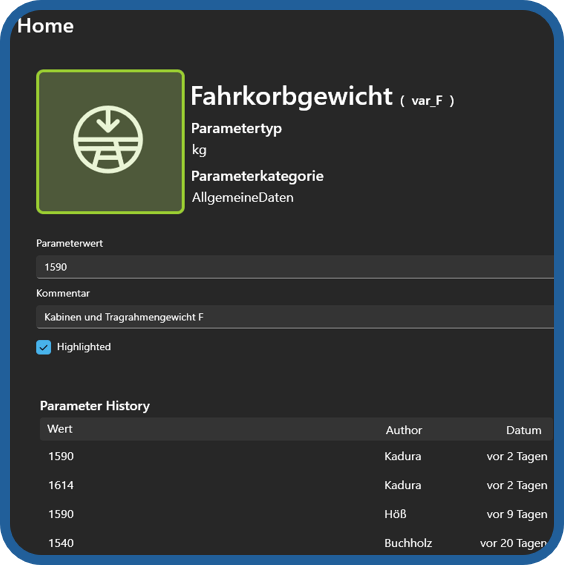 Home
Fahrkorbgewicht ( var_F )
Parametertyp
kg
Parameterkategorie
AllgemeineDaten
Parameterwert
1590
Kommentar
Kabinen und Tragrahmengewicht F
Highlighted
Parameter History
Wert Author Datum
1590 Kadura vor 2 Tagen
1614 Kadura vor 2 Tagen
1590 Höß vor 9 Tagen
1540 Buchholz vor 20 Tagen